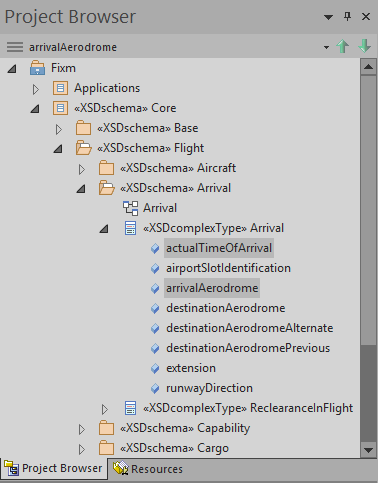 Project Browser
arrivalAerodrome
Fixm
Applications
«XSDschema» Core
«XSDschema» Base
«XSDschema» Flight
«XSDschema» Aircraft
«XSDschema» Arrival
Arrival
«XSDcomplexType» Arrival
actualTimeOfArrival
airportSlotIdentification
arrivalAerodrome
destinationAerodrome
destinationAerodromeAlternate
destinationAerodromePrevious
extension
runwayDirection
«XSDcomplexType» ReclearanceInFlight
«XSDschema» Capability
«XSDschema» Cargo
Project Browser Resources